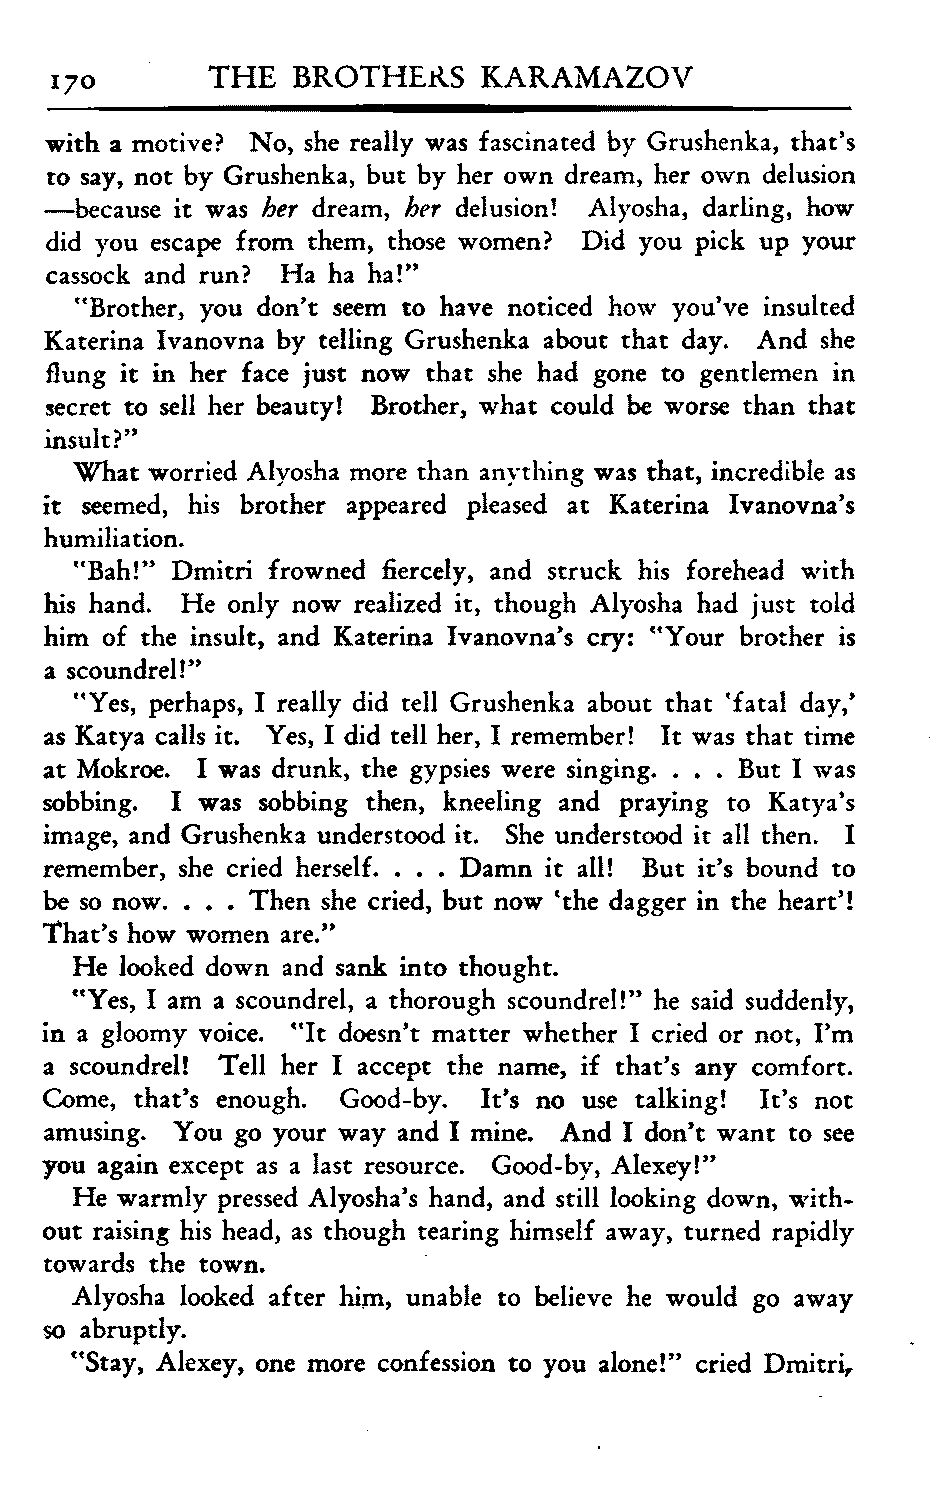 170 THE BROTHERS KARAMAZOV
with a motive? No, she really was fascinated by Grushenka, that's
to say, not by Grushenka, but by her own dream, her own delusion
—because it was her dream, her delusion! Alyosha, darling, how
did you escape from them, those women? Did you pick up your
cassock and run? Ha ha ha!"
"Brother, you don't seem to have noticed how you've insulted
Katerina Ivanovna by telling Grushenka about that day. And she
flung it in her face just now that she had gone to gentlemen in
secret to sell her beauty! Brother, what could be worse than that
insult?"
What worried Alyosha more than anything was that, incredible as
it seemed, his brother appeared pleased at Katerina Ivanovna's
humiliation.
"Bah!" Dmitri frowned fiercely, and struck his forehead with
his hand. He only now realized it, though Alyosha had just told
him of the insult, and Katerina Ivanovna's cry: "Your brother is
a scoundrel!"
"Yes, perhaps, I really did tell Grushenka about that 'fatal day,'
as Katya calls it. Yes, I did tell her, I remember! It was that time
at Mokroe. I was drunk, the gypsies were singing. . . . But I was
sobbing. I was sobbing then, kneeling and praying to Katya's
image, and Grushenka understood it. She understood it all then. I
remember, she cried herself. . . . Damn it all! But it's bound to
be so now. . . . Then she cried, but now 'the dagger in the heart'!
That's how women are."
He looked down and sank into thought.
"Yes, I am a scoundrel, a thorough scoundrel!" he said suddenly,
in a gloomy voice. "It doesn't matter whether I cried or not, I'm
a scoundrel! Tell her I accept the name, if that's any comfort.
Come, that's enough. Good-by. It's no use talking! It's not
amusing. You go your way and I mine. And I don't want to see
you again except as a last resource. Good-by, Alexey!"
He warmly pressed Alyosha's hand, and still looking down, with-
out raising his head, as though tearing himself away, turned rapidly
towards the town.
Alyosha looked after him, unable to believe he would go away
so abruptly.
"Stay, Alexey, one more confession to you alone!" cried Dmitri,